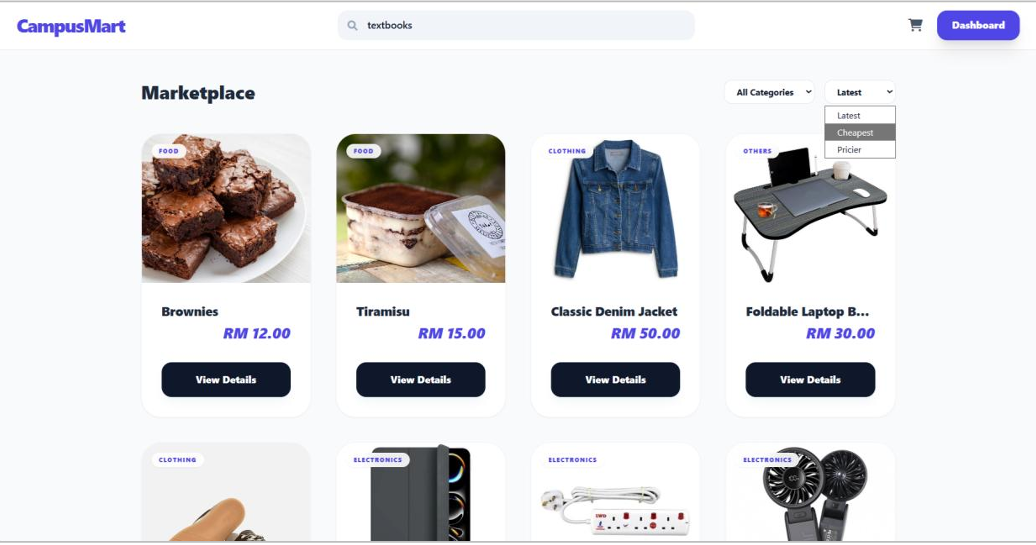 CampusMart
textbooks
Dashboard
Marketplace
All Categories
Latest
Latest
Cheapest
Pricier
FOOD
FOOD
CLOTHING
OTHERS
Brownies
RM 12.00
View Details
Tiramisu
RM 15.00
View Details
Classic Denim Jacket
RM 50.00
View Details
Foldable Laptop B...
RM 30.00
View Details
CLOTHING
ELECTRONICS
ELECTRONICS
ELECTRONICS